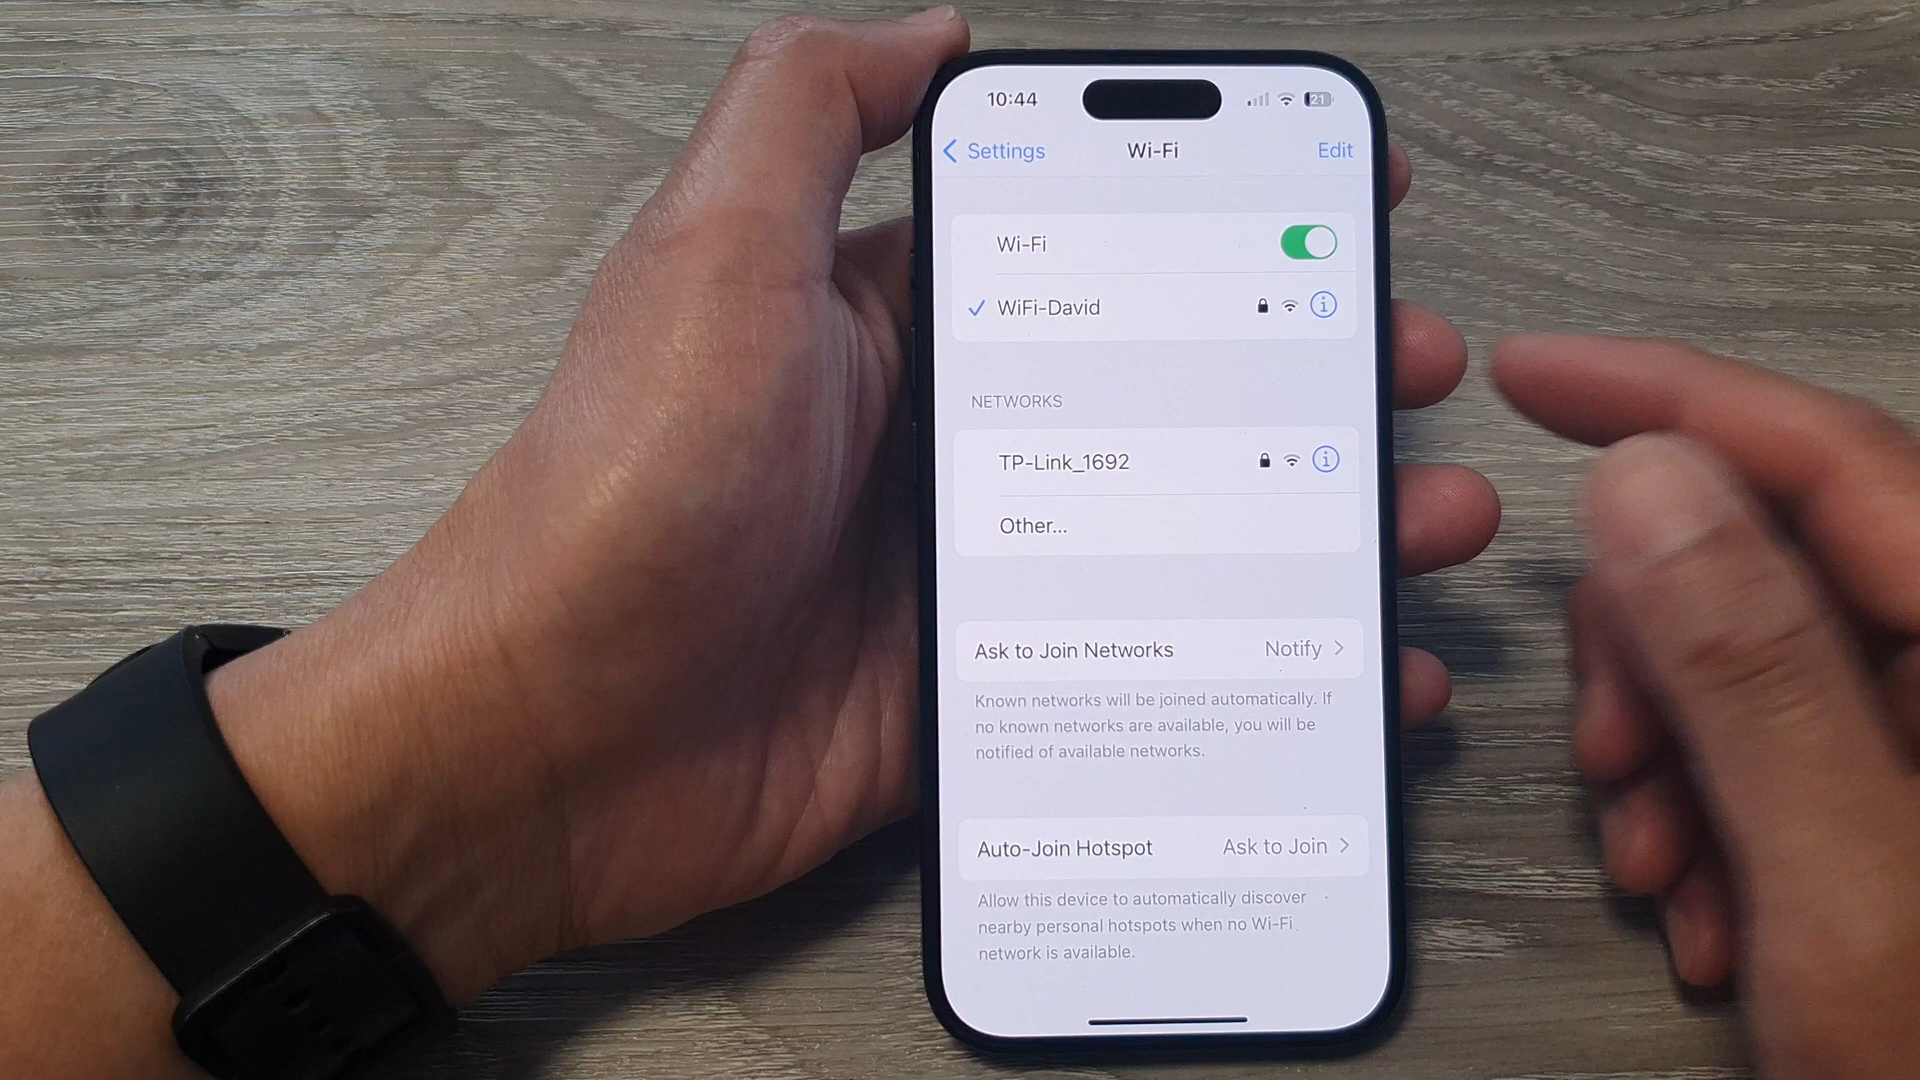 10:44 21
Settings Wi-Fi Edit
Wi-Fi
WiFi-David
NETWORKS
TP-Link_1692
Other...
Ask to Join Networks Notify
Known networks will be joined automatically. If
no known networks are available, you will be
notified of available networks.
Auto-Join Hotspot Ask to Join
Allow this device to automatically discover
nearby personal hotspots when no Wi-Fi
network is available.